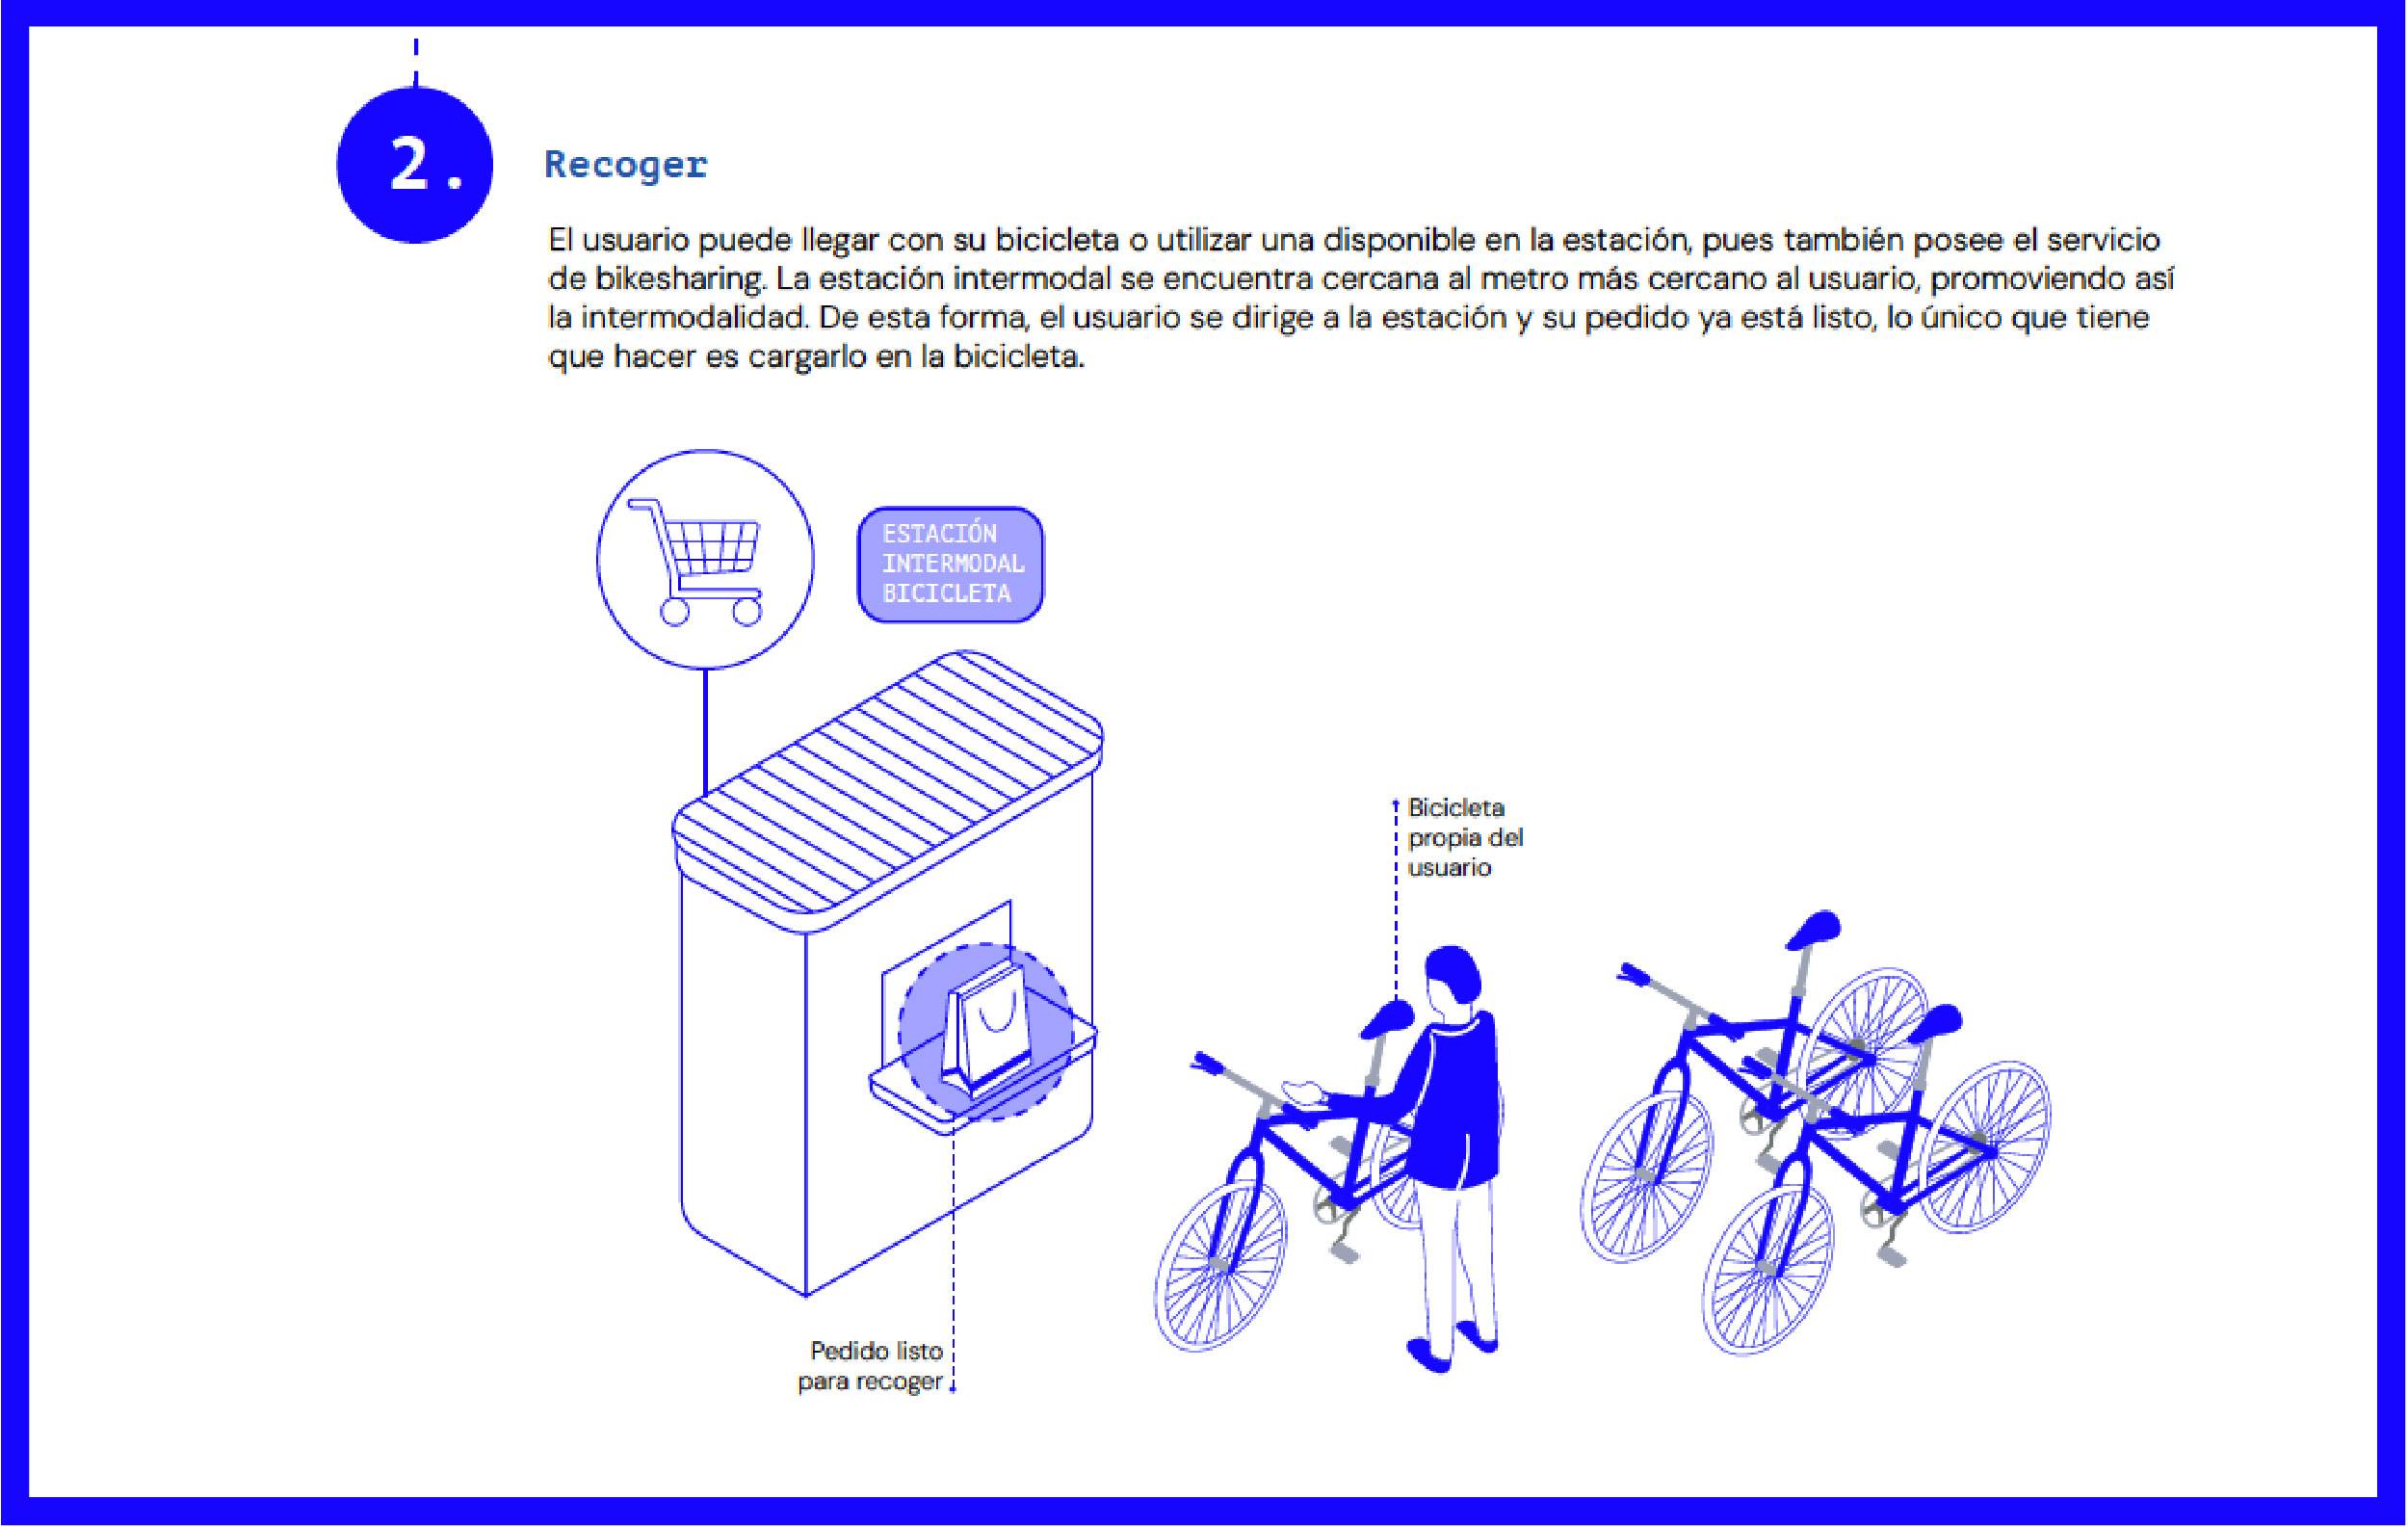 2.
Recoger
El usuario puede llegar con su bicicleta o utilizar una disponible en la estación, pues también posee el servicio
de bikesharing. La estación intermodal se encuentra cercana al metro más cercano al usuario, promoviendo así
la intermodalidad. De esta forma, el usuario se dirige a la estación y su pedido ya está listo, lo único que tiene
que hacer es cargarlo en la bicicleta.
ESTACIÓN
INTERMODAL
BICICLETA
Bicicleta
propia del
usuario
Pedido listo
para recoger